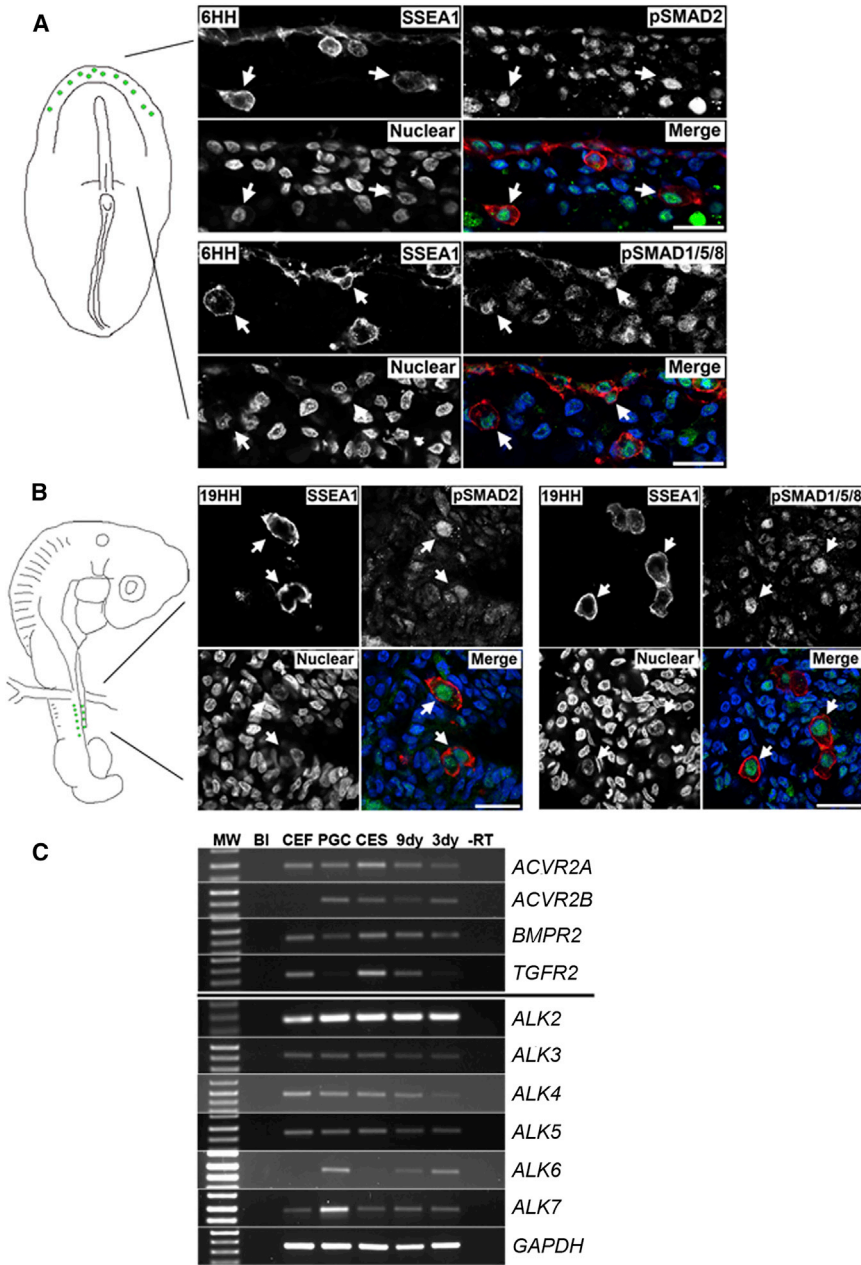 A
6HH SSEA1 pSMAD2
Nuclear Merge
6HH SSEA1 pSMAD1/5/8
Nuclear Merge
B
19HH SSEA1 pSMAD2 19HH SSEA1 pSMAD1/5/8
Nuclear Merge Nuclear Merge
C
MW BI CEF PGC CES 9dy 3dy -RT
ACVR2A
ACVR2B
BMPR2
TGFR2
ALK2
ALK3
ALK4
ALK5
ALK6
ALK7
GAPDH